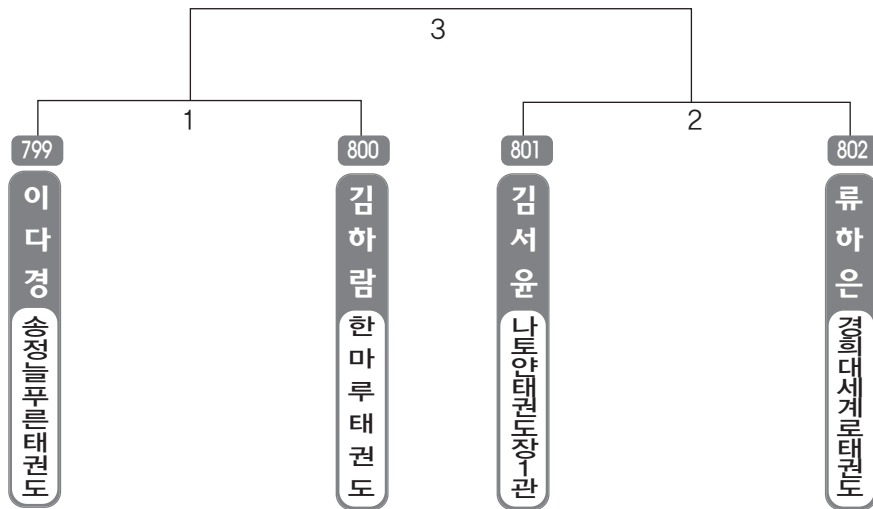 3
1
2
799
800
801
802
이다경
김하람
김서윤
류하은
송정늘푸른태권도
한마루태권도
나토얀태권도장1관
경희대세계로태권도